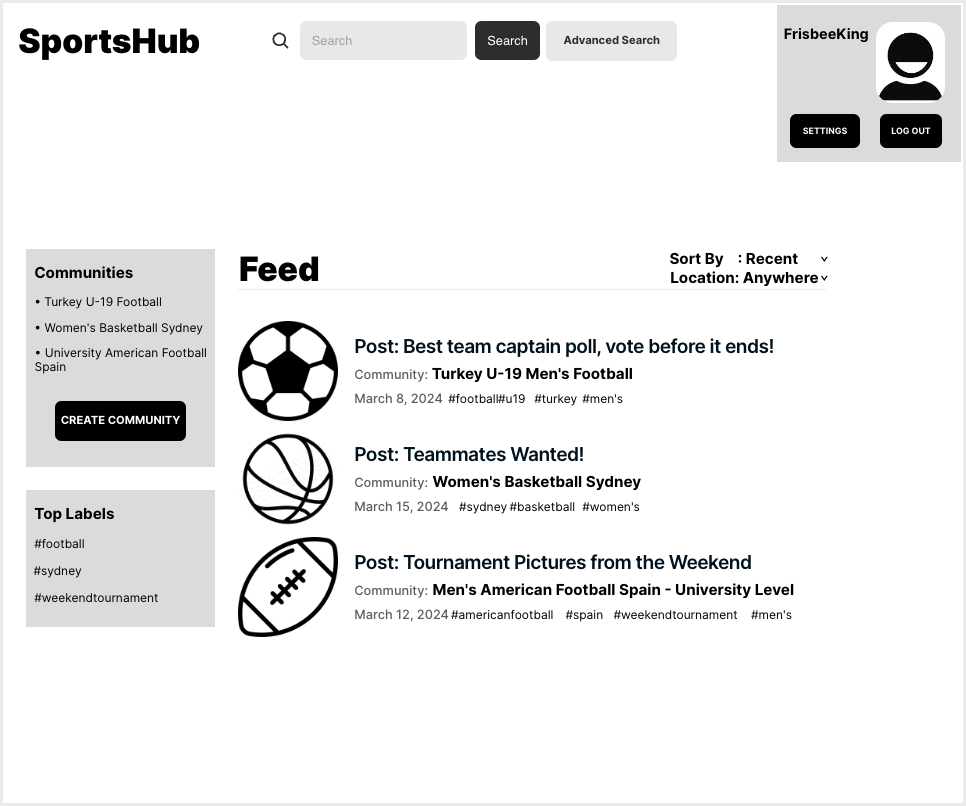 SportsHub
Search
Search
Advanced Search
FrisbeeKing
SETTINGS
LOG OUT
Communities
• Turkey U-19 Football
• Women's Basketball Sydney
• University American Football
Spain
CREATE COMMUNITY
Top Labels
#football
#sydney
#weekendtournament
Feed
Sort By : Recent
Location: Anywhere
Post: Best team captain poll, vote before it ends!
Community: Turkey U-19 Men's Football
March 8, 2024 #football#u19 #turkey #men's
Post: Teammates Wanted!
Community: Women's Basketball Sydney
March 15, 2024 #sydney #basketball #women's
Post: Tournament Pictures from the Weekend
Community: Men's American Football Spain - University Level
March 12, 2024 #americanfootball #spain #weekendtournament #men's